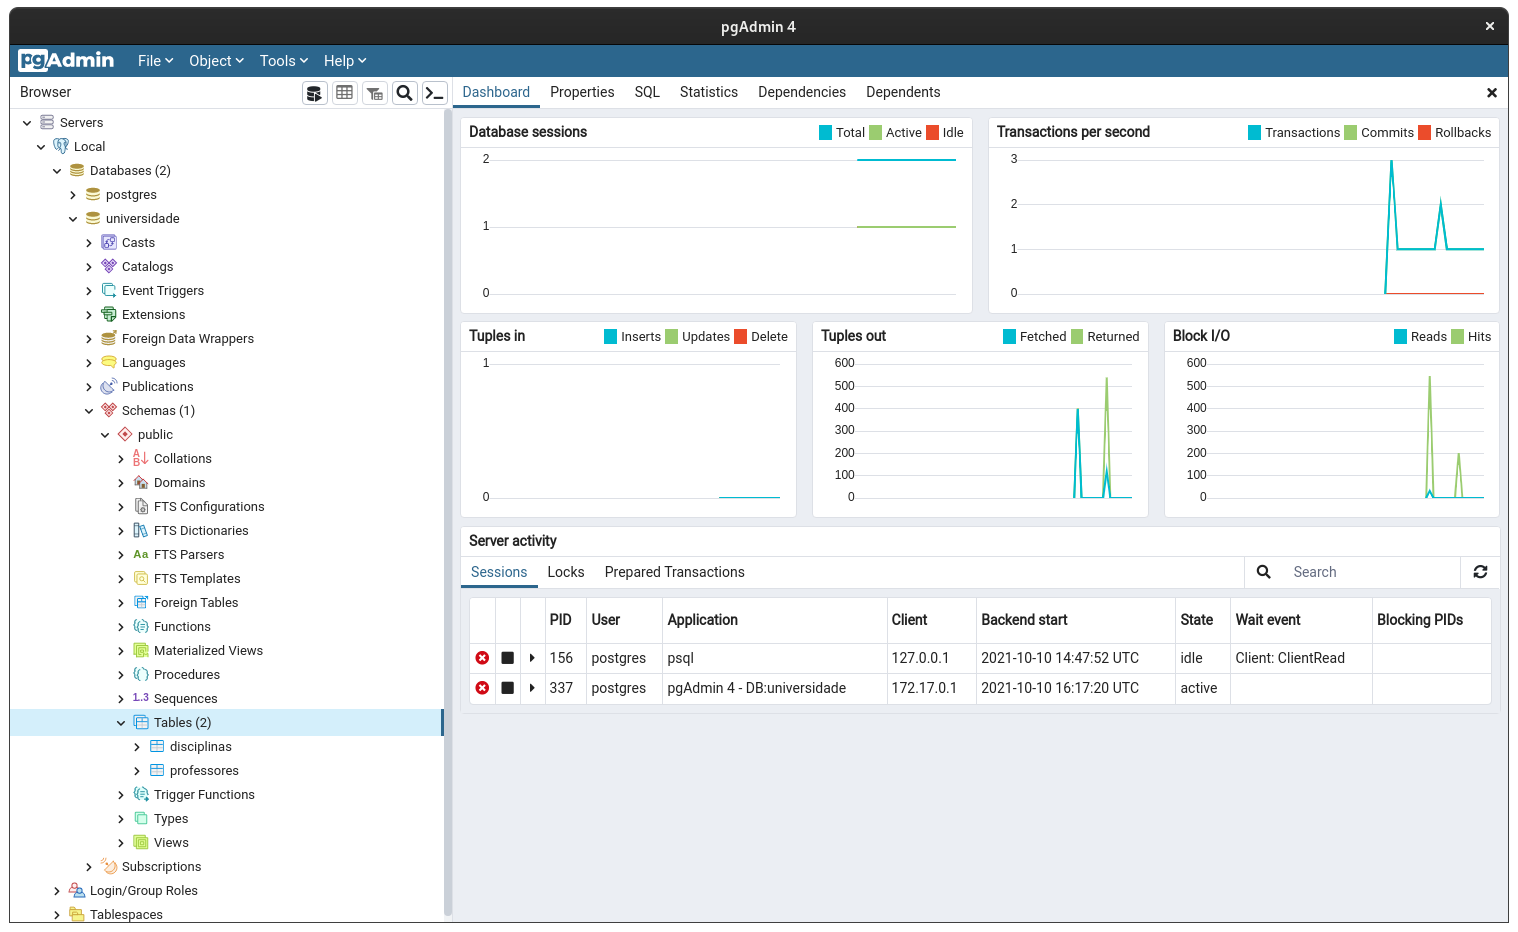 pgAdmin 4
pgAdmin File Object Tools Help
Browser
Servers
Local
Databases (2)
postgres
universidade
Casts
Catalogs
Event Triggers
Extensions
Foreign Data Wrappers
Languages
Publications
Schemas (1)
public
Collations
Domains
FTS Configurations
FTS Dictionaries
Aa FTS Parsers
FTS Templates
Foreign Tables
Functions
Materialized Views
Procedures
1..3 Sequences
Tables (2)
disciplinas
professores
Trigger Functions
Types
Views
Subscriptions
Login/Group Roles
Tablespaces
Dashboard Properties SQL Statistics Dependencies Dependents
Database sessions Total Active Idle
2
1
0
Transactions per second Transactions Commits Rollbacks
3
2
1
0
Tuples in Inserts Updates Delete
1
0
Tuples out Fetched Returned
600
500
400
300
200
100
0
Block I/O Reads Hits
600
500
400
300
200
100
0
Server activity
Sessions Locks Prepared Transactions Search
PID User Application Client Backend start State Wait event Blocking PIDs
156 postgres psql 127.0.0.1 2021-10-10 14:47:52 UTC idle Client: ClientRead
337 postgres pgAdmin 4 - DB:universidade 172.17.0.1 2021-10-10 16:17:20 UTC active